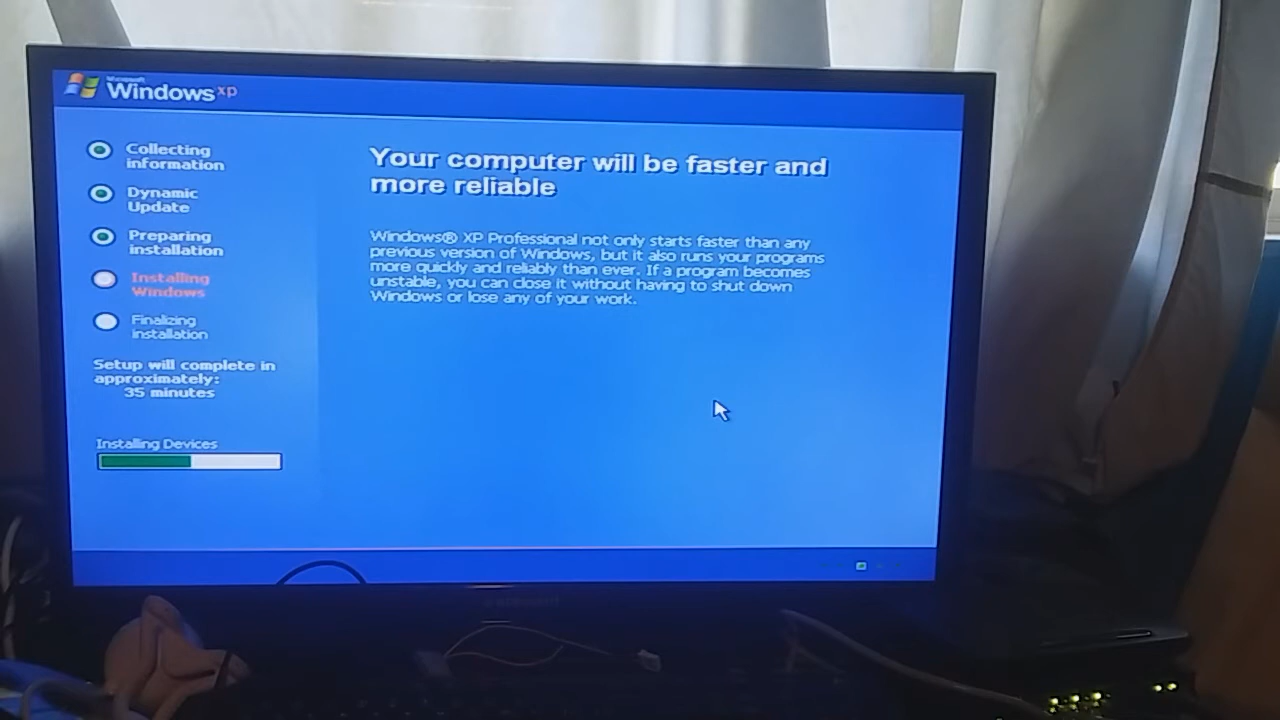 Microsoft
Windows xp
Collecting
information
Dynamic
Update
Preparing
installation
Installing
Windows
Finalizing
installation
Setup will complete in
approximately:
35 minutes
Installing Devices
Your computer will be faster and
more reliable
Windows® XP Professional not only starts faster than any
previous version of Windows, but it also runs your programs
more quickly and reliably than ever. If a program becomes
unstable, you can close it without having to shut down
Windows or lose any of your work.